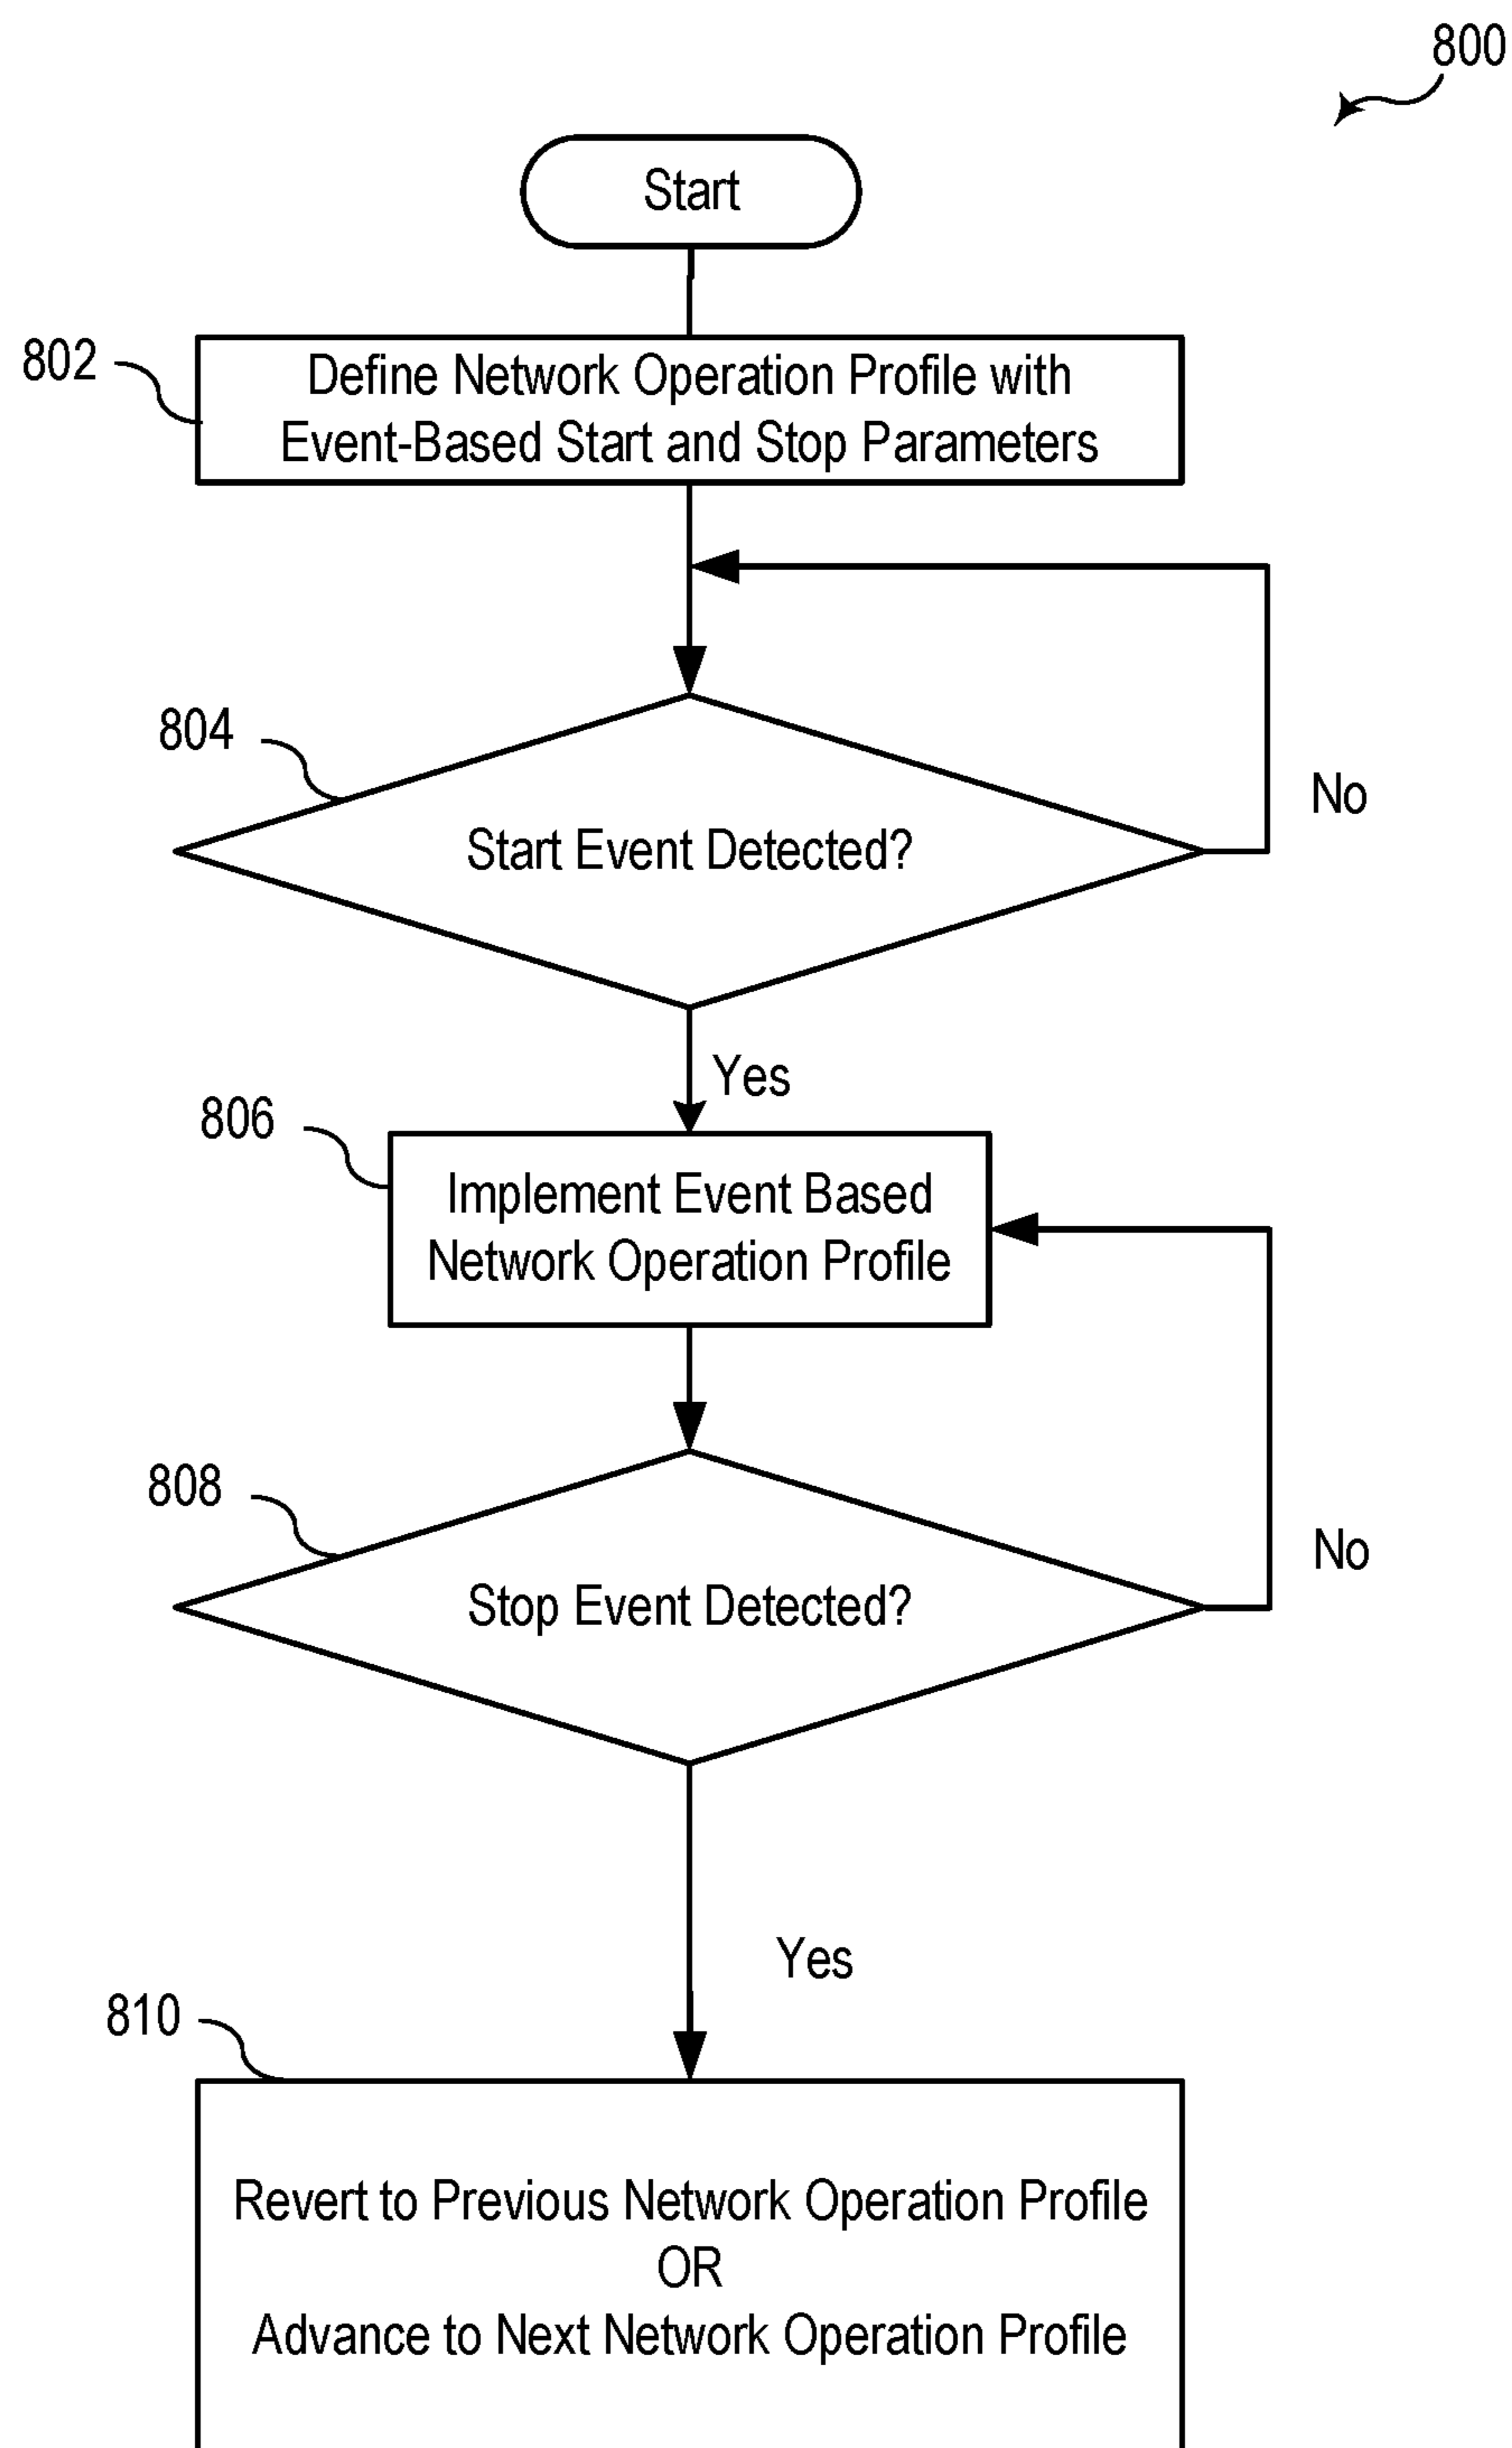 800
Start
802
Define Network Operation Profile with
Event-Based Start and Stop Parameters
804
Start Event Detected?
No
Yes
806
Implement Event Based
Network Operation Profile
808
Stop Event Detected?
No
Yes
810
Revert to Previous Network Operation Profile
OR
Advance to Next Network Operation Profile